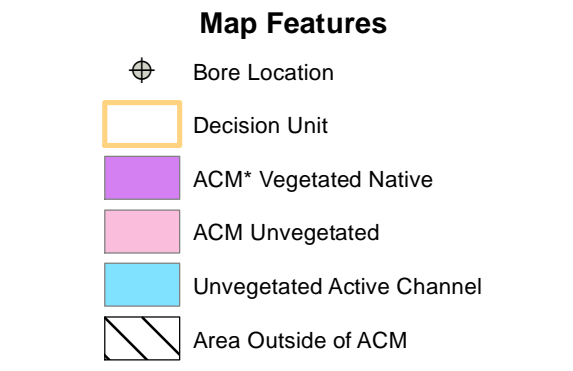 Map Features
Bore Location
Decision Unit
ACM* Vegetated Native
ACM Unvegetated
Unvegetated Active Channel
Area Outside of ACM